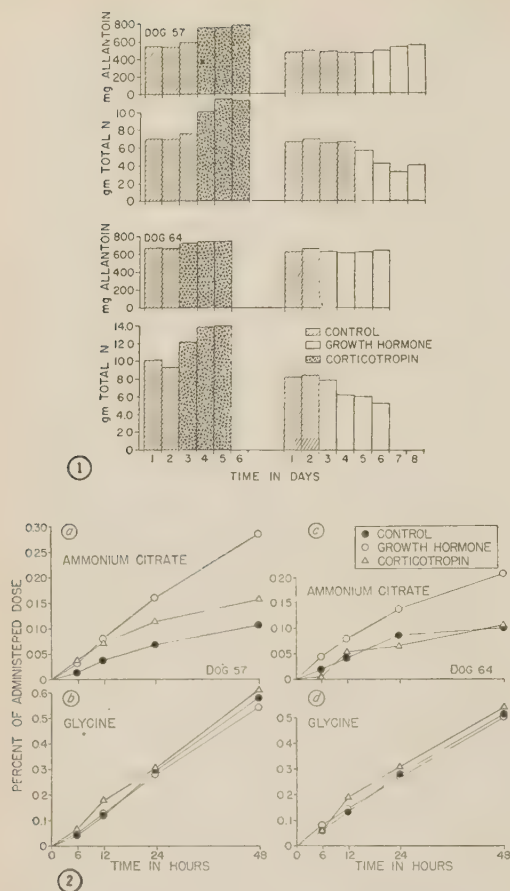 DOG 57
mg ALLANTOIN
800
600
400
200
0
gm TOTAL N
10.0
8.0
6.0
4.0
2.0
0
DOG 64
mg ALLANTOIN
800
600
400
200
0
gm TOTAL N
14.0
12.0
10.0
8.0
6.0
4.0
2.0
0
CONTROL
GROWTH HORMONE
CORTICOTROPIN
1 2 3 4 5 6
1 2 3 4 5 6 7 8
TIME IN DAYS
1
PERCENT OF ADMINISTERED DOSE
a
AMMONIUM CITRATE
0.30
0.25
0.20
0.15
0.10
0.05
0
DOG 57
c
CONTROL
GROWTH HORMONE
CORTICOTROPIN
AMMONIUM CITRATE
0.20
0.15
0.10
0.05
0
DOG 64
b
GLYCINE
0.6
0.5
0.4
0.3
0.2
0.1
0
0 6 12 24 48
TIME IN HOURS
d
GLYCINE
0.5
0.4
0.3
0.2
0.1
0
0 6 12 24 48
TIME IN HOURS
2